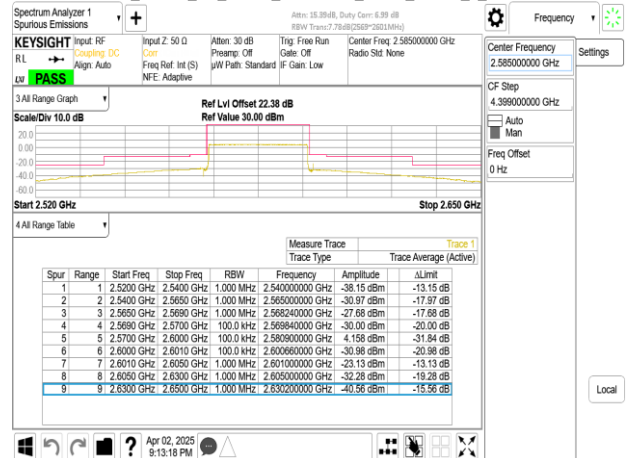 Spectrum Analyzer 1
Spurious Emissions
Attn: 15.39dB, Duty Corr: 6.99 dB
RBW Trans:7.78dB(2569~2601MHz)
Frequency
KEYSIGHT
RL
PASS
Input: RF
Coupling: DC
Align: Auto
Input Z: 50 Ω
Corr
Freq Ref: Int (S)
NFE: Adaptive
Atten: 30 dB
Preamp: Off
µW Path: Standard
Trig: Free Run
Gate: Off
IF Gain: Low
Center Freq: 2.585000000 GHz
Radio Std: None
Center Frequency
2.585000000 GHz
Settings
CF Step
4.399000000 GHz
Auto
Man
Freq Offset
0 Hz
3 All Range Graph
Scale/Div 10.0 dB
Ref Lvl Offset 22.38 dB
Ref Value 30.00 dBm
20.0
0.00
-20.0
-40.0
-60.0
Start 2.520 GHz
Stop 2.650 GHz
4 All Range Table
Measure Trace Trace 1
Trace Type Trace Average (Active)
Spur Range Start Freq Stop Freq RBW Frequency Amplitude ΔLimit
1 1 2.5200 GHz 2.5400 GHz 1.000 MHz 2.540000000 GHz -38.15 dBm -13.15 dB
2 2 2.5400 GHz 2.5650 GHz 1.000 MHz 2.565000000 GHz -30.97 dBm -17.97 dB
3 3 2.5650 GHz 2.5690 GHz 1.000 MHz 2.568240000 GHz -27.68 dBm -17.68 dB
4 4 2.5690 GHz 2.5700 GHz 100.0 kHz 2.569840000 GHz -30.00 dBm -20.00 dB
5 5 2.5700 GHz 2.6000 GHz 100.0 kHz 2.580900000 GHz 4.158 dBm -31.84 dB
6 6 2.6000 GHz 2.6010 GHz 100.0 kHz 2.600660000 GHz -30.98 dBm -20.98 dB
7 7 2.6010 GHz 2.6050 GHz 1.000 MHz 2.601000000 GHz -23.13 dBm -13.13 dB
8 8 2.6050 GHz 2.6300 GHz 1.000 MHz 2.605000000 GHz -32.28 dBm -19.28 dB
9 9 2.6300 GHz 2.6500 GHz 1.000 MHz 2.630200000 GHz -40.56 dBm -15.56 dB
Local
?
Apr 02, 2025
9:13:18 PM